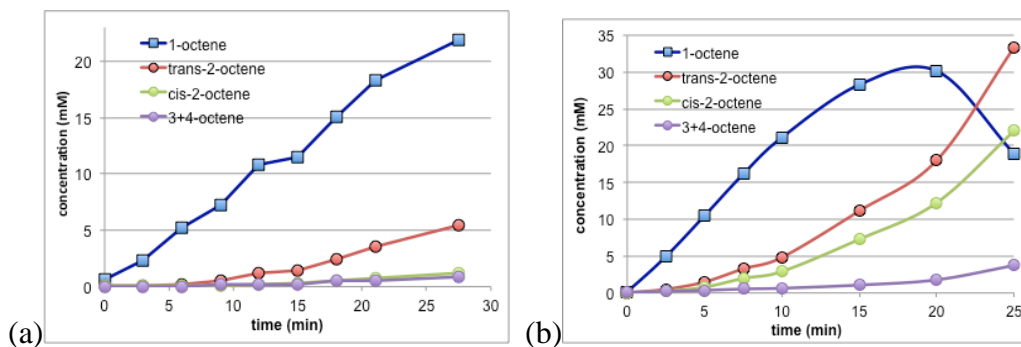 (a)
1-octene
trans-2-octene
cis-2-octene
3+4-octene
concentration (mM)
20
15
10
5
0
0 5 10 15 20 25 30
time (min)
(b)
1-octene
trans-2-octene
cis-2-octene
3+4-octene
concentration (mM)
35
30
25
20
15
10
5
0
0 5 10 15 20 25
time (min)